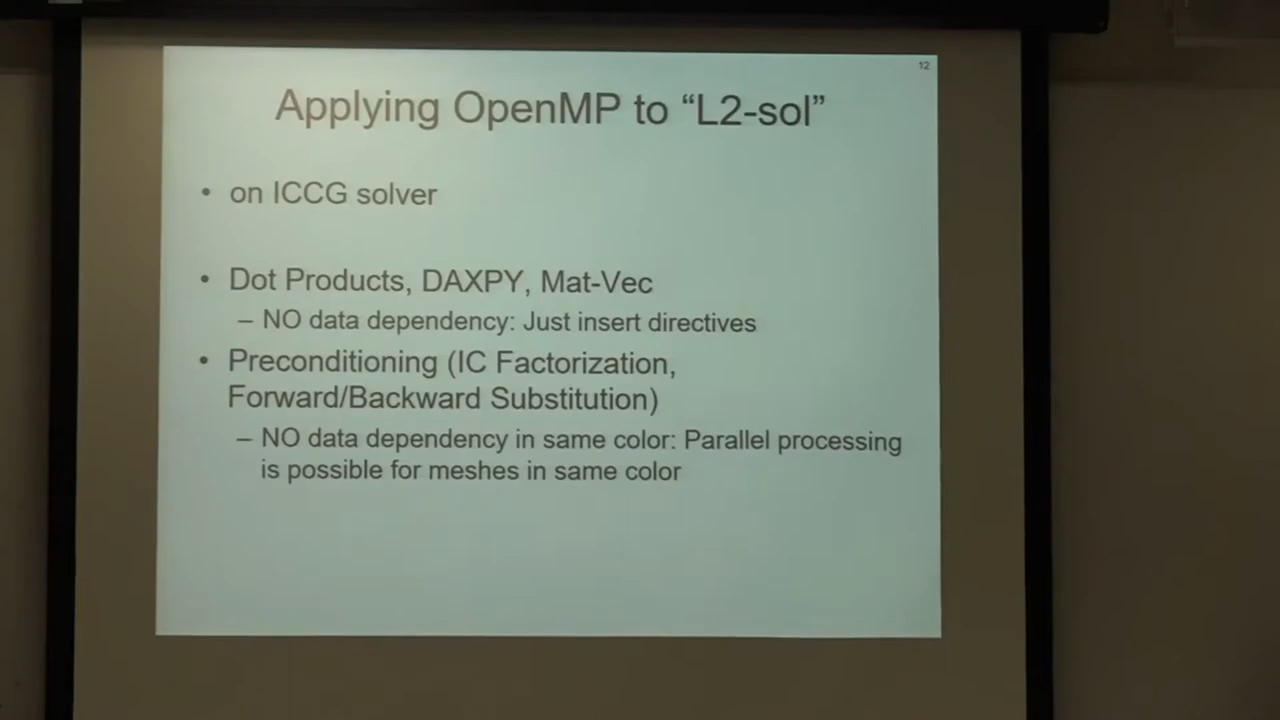 12
Applying OpenMP to “L2-sol”
• on ICCG solver
• Dot Products, DAXPY, Mat-Vec
– NO data dependency: Just insert directives
• Preconditioning (IC Factorization,
Forward/Backward Substitution)
– NO data dependency in same color: Parallel processing
is possible for meshes in same color